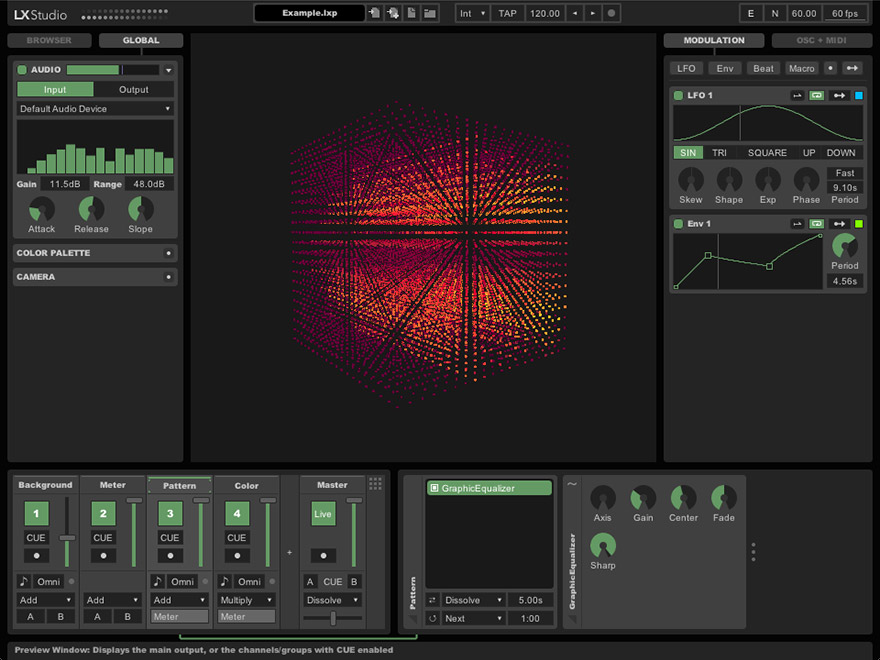 LXStudio
Example.lxp
Int TAP 120.00
E N 60.00 60 fps
BROWSER GLOBAL
MODULATION OSC + MIDI
AUDIO
Input Output
Default Audio Device
Gain 11.5dB Range 48.0dB
Attack Release Slope
COLOR PALETTE
CAMERA
LFO Env Beat Macro
LFO 1
SIN TRI SQUARE UP DOWN
Fast
9.10s
Skew Shape Exp Phase Period
Env 1
Period
4.56s
Background Meter Pattern Color Master
1 2 3 4 Live
CUE CUE CUE CUE
Omni Omni Omni A CUE B
Add Add Add Multiply Dissolve
A B A B Meter Meter
Pattern
GraphicEqualizer
Dissolve 5.00s
Next 1:00
GraphicEqualizer
Axis Gain Center Fade
Sharp
Preview Window: Displays the main output, or the channels/groups with CUE enabled